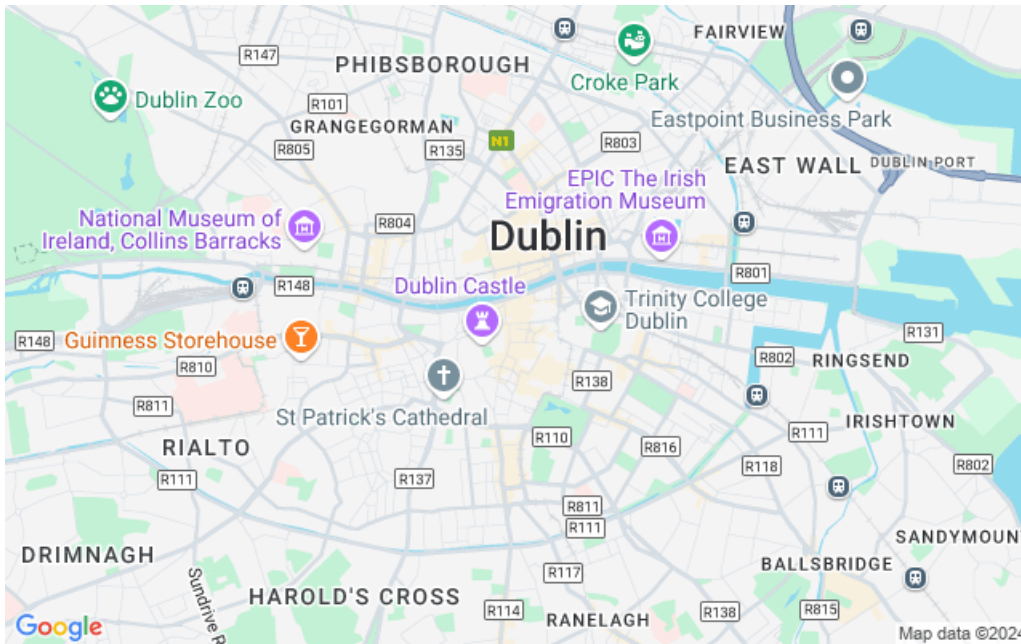 FAIRVIEW
R147
PHIBSBOROUGH
Croke Park
Dublin Zoo
R101
Eastpoint Business Park
GRANGEGORMAN
N1
R803
R805
R135
EAST WALL
DUBLIN PORT
EPIC The Irish
Emigration Museum
National Museum of
Ireland, Collins Barracks
R804
Dublin
R801
R148
Dublin Castle
Trinity College
Dublin
R148
Guinness Storehouse
R131
R802
RINGSEND
R810
R138
R811
St Patrick's Cathedral
IRISHTOWN
RIALTO
R110
R816
R111
R118
R802
R111
R137
R811
R111
SANDYMOUN
DRIMNAGH
BALLSBRIDGE
R117
Sundrive R
HAROLD'S CROSS
R114
RANELAGH
R138
R815
Google
Map data ©2024